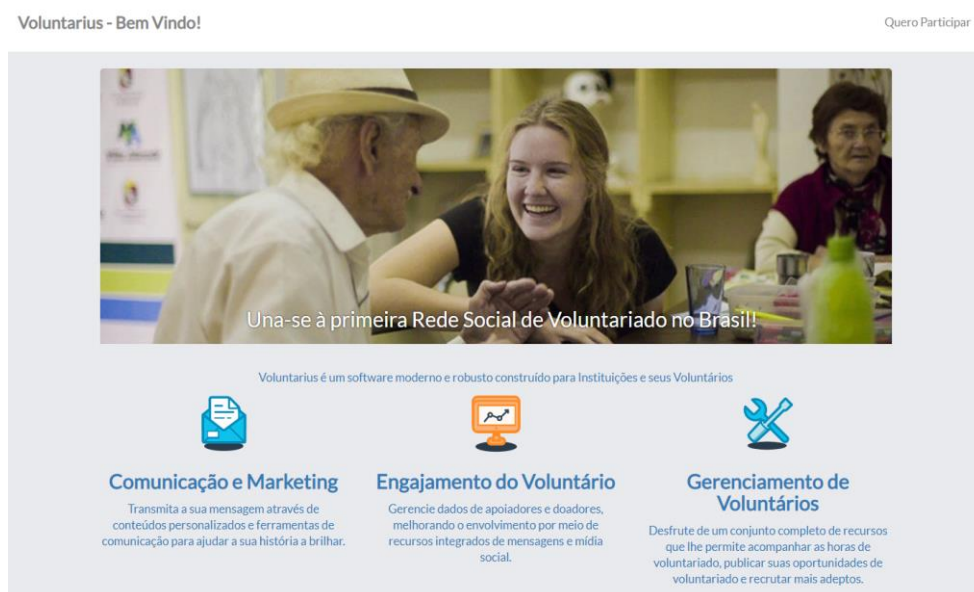 Voluntarius - Bem Vindo!
Quero Participar
Una-se à primeira Rede Social de Voluntariado no Brasil!
Voluntarius é um software moderno e robusto construído para Instituições e seus Voluntários
Comunicação e Marketing
Transmita a sua mensagem através de
conteúdos personalizados e ferramentas de
comunicação para ajudar a sua história a brilhar.
Engajamento do Voluntário
Gerencie dados de apoiadores e doadores,
melhorando o envolvimento por meio de
recursos integrados de mensagens e mídia
social.
Gerenciamento de
Voluntários
Desfrute de um conjunto completo de recursos
que lhe permite acompanhar as horas de
voluntariado, publicar suas oportunidades de
voluntariado e recrutar mais adeptos.